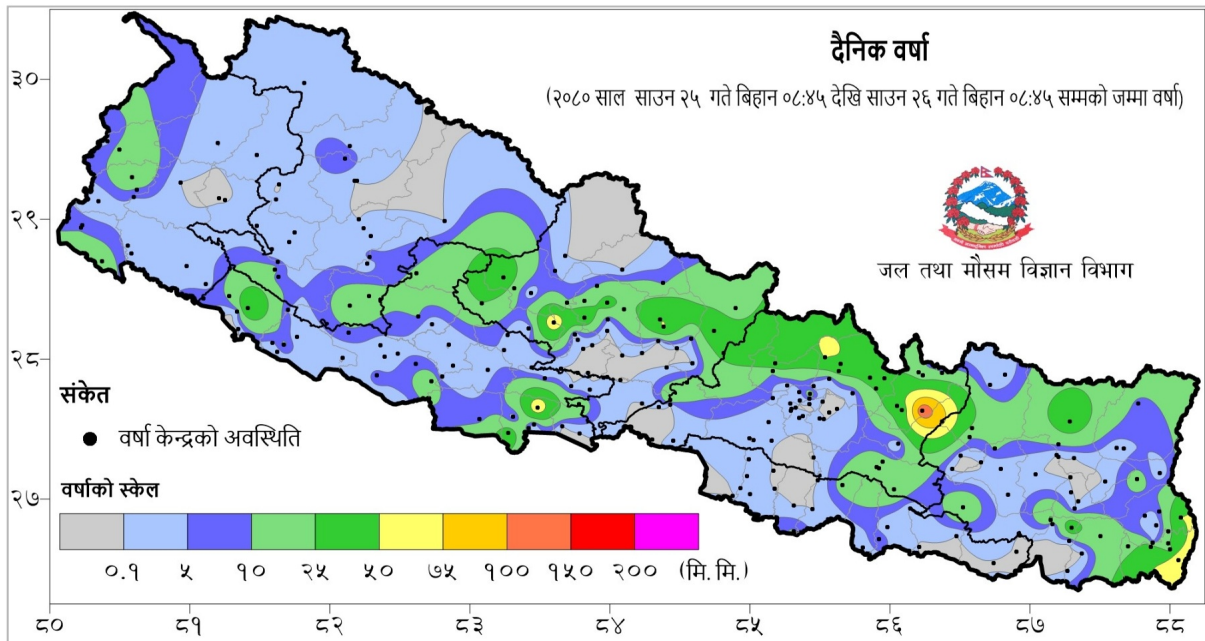 दैनिक वर्षा
(२०८० साल साउन २५ गते बिहान ०८:४५ देखि साउन २६ गते बिहान ०८:४५ सम्मको जम्मा वर्षा)
जल तथा मौसम विज्ञान विभाग
३०
२९
२८
२७
संकेत
वर्षा केन्द्रको अवस्थिति
वर्षाको स्केल
०.१ ५ १० २५ ५० ७५ १०० १५० २०० (मि.मि.)
८० ८१ ८२ ८३ ८४ ८५ ८६ ८७ ८८